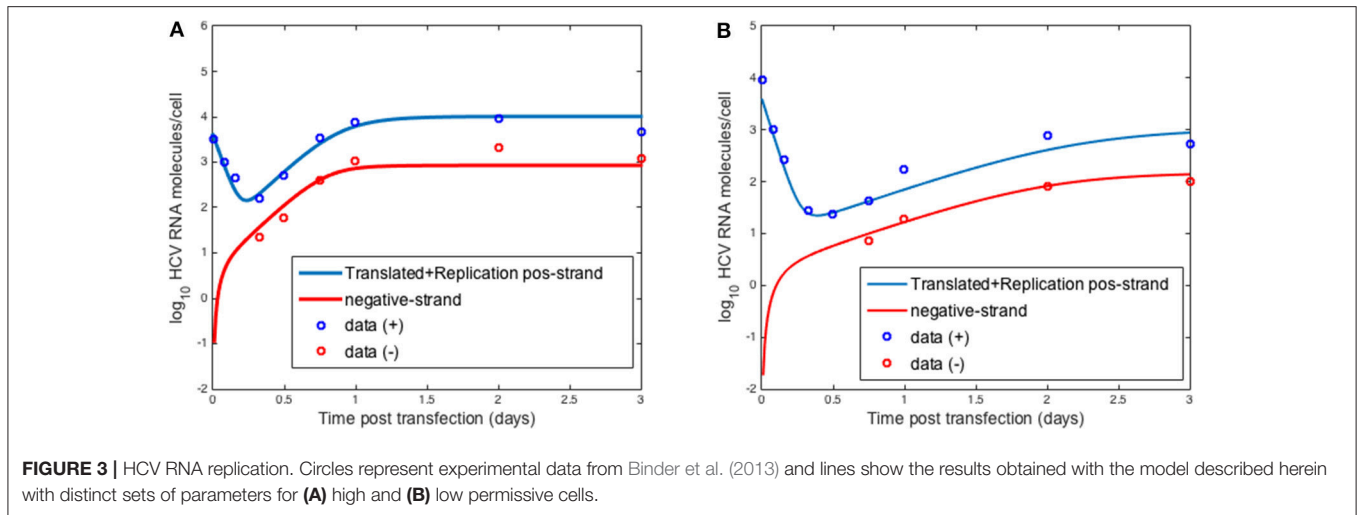 A
log10 HCV RNA molecules/cell
6
5
4
3
2
1
0
-1
-2
Translated+Replication pos-strand
negative-strand
data (+)
data (-)
0 0.5 1 1.5 2 2.5 3
Time post transfection (days)
B
log10 HCV RNA molecules/cell
5
4
3
2
1
0
-1
-2
Translated+Replication pos-strand
negative-strand
data (+)
data (-)
0 0.5 1 1.5 2 2.5 3
Time post transfection (days)
FIGURE 3 | HCV RNA replication. Circles represent experimental data from Binder et al. (2013) and lines show the results obtained with the model described herein
with distinct sets of parameters for (A) high and (B) low permissive cells.